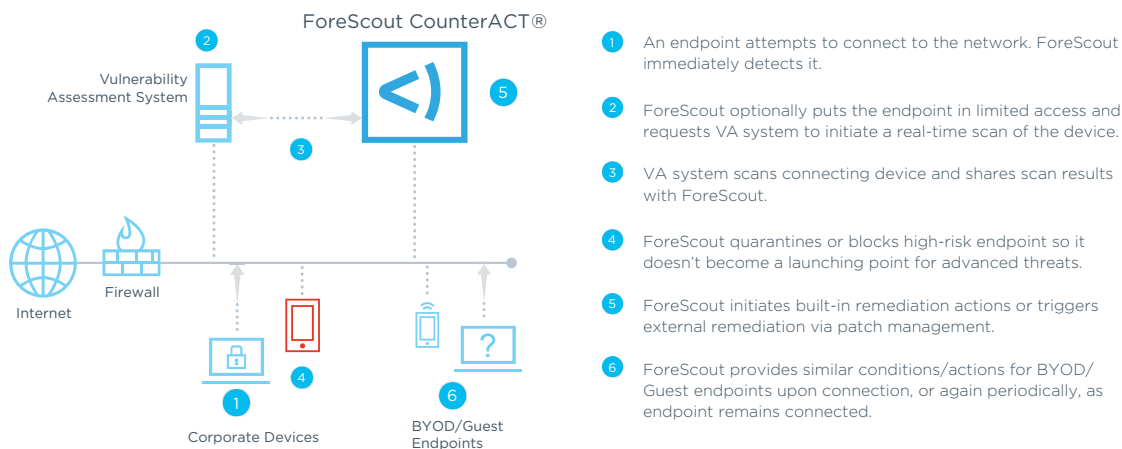 ForeScout CounterACT®
2
Vulnerability
Assessment System
5
3
Internet
Firewall
?
1
4
6
Corporate Devices
BYOD/Guest
Endpoints
1 An endpoint attempts to connect to the network. ForeScout
immediately detects it.
2 ForeScout optionally puts the endpoint in limited access and
requests VA system to initiate a real-time scan of the device.
3 VA system scans connecting device and shares scan results
with ForeScout.
4 ForeScout quarantines or blocks high-risk endpoint so it
doesn’t become a launching point for advanced threats.
5 ForeScout initiates built-in remediation actions or triggers
external remediation via patch management.
6 ForeScout provides similar conditions/actions for BYOD/
Guest endpoints upon connection, or again periodically, as
endpoint remains connected.